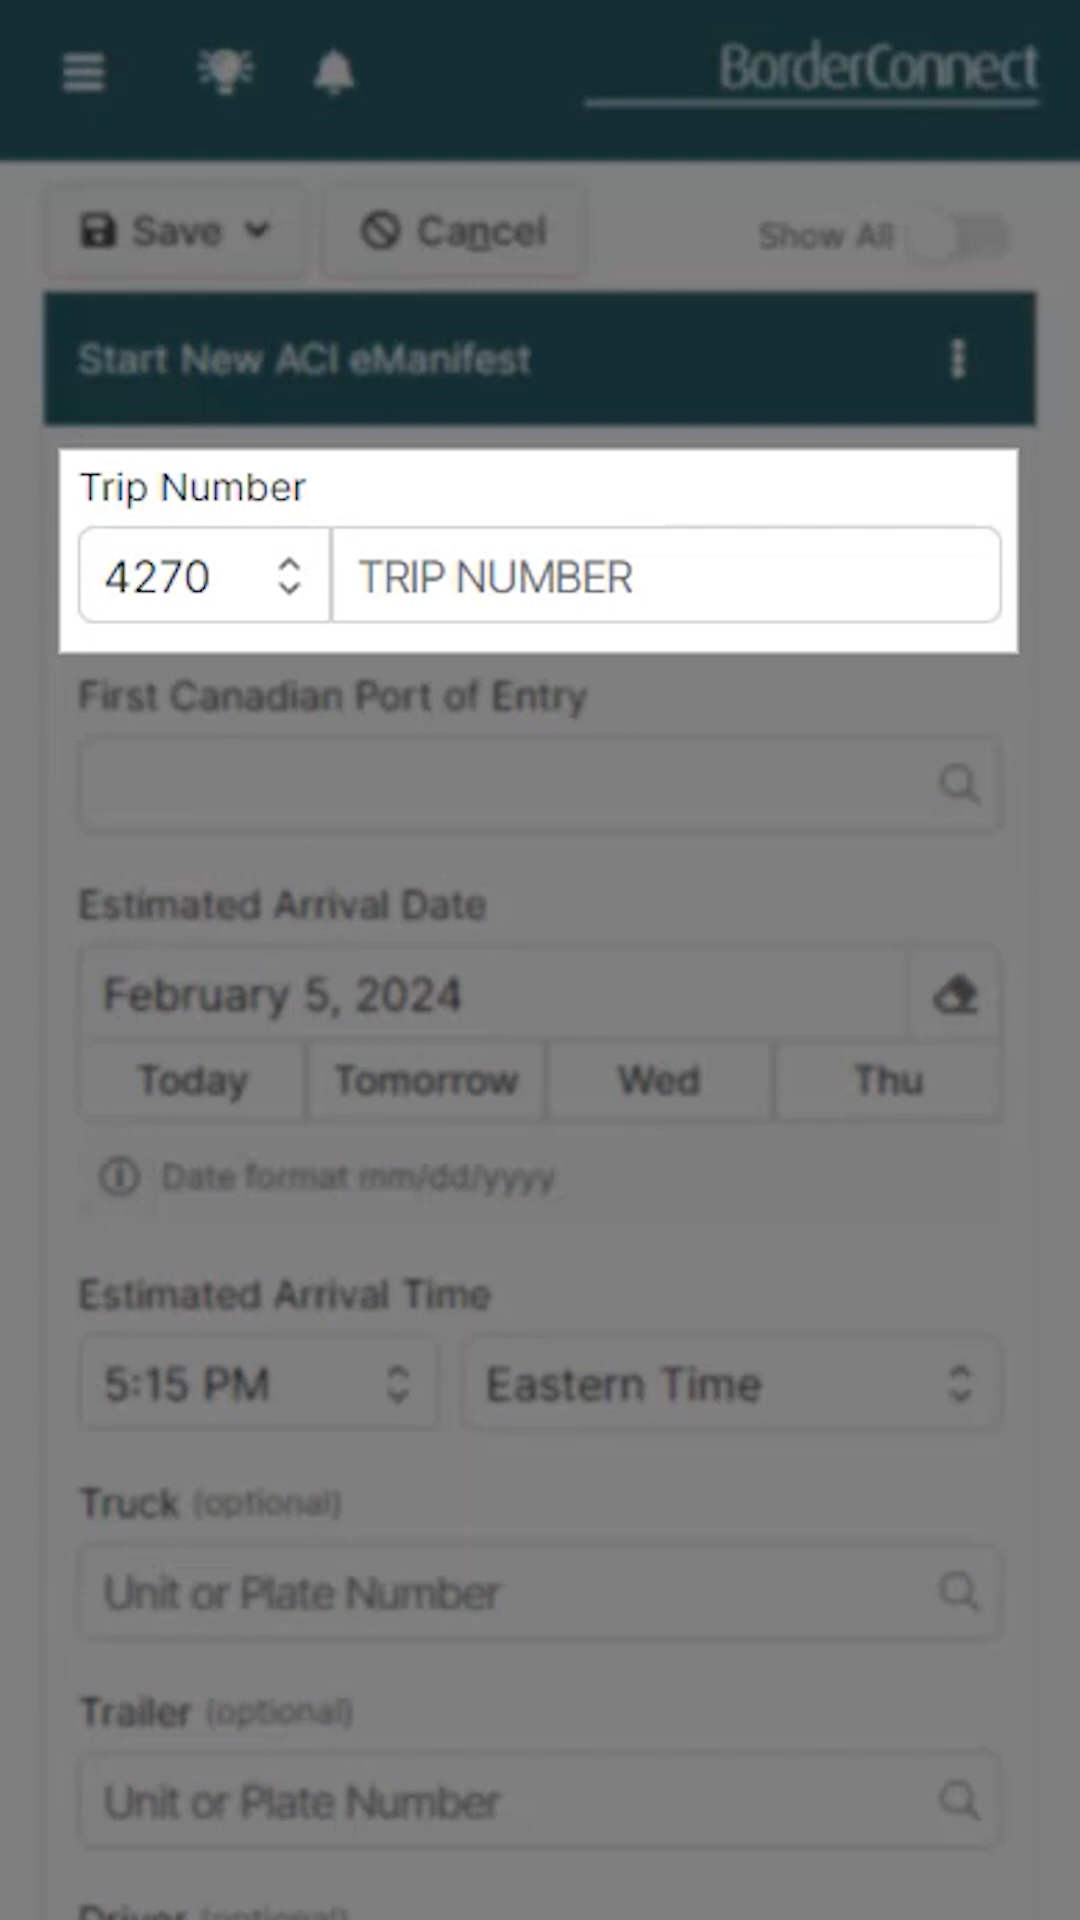 BorderConnect
Save Cancel Show All
Start New ACI eManifest
Trip Number
4270 TRIP NUMBER
First Canadian Port of Entry
Estimated Arrival Date
February 5, 2024
Today Tomorrow Wed Thu
Date format mm/dd/yyyy
Estimated Arrival Time
5:15 PM Eastern Time
Truck (optional)
Unit or Plate Number
Trailer (optional)
Unit or Plate Number
Driver (optional)